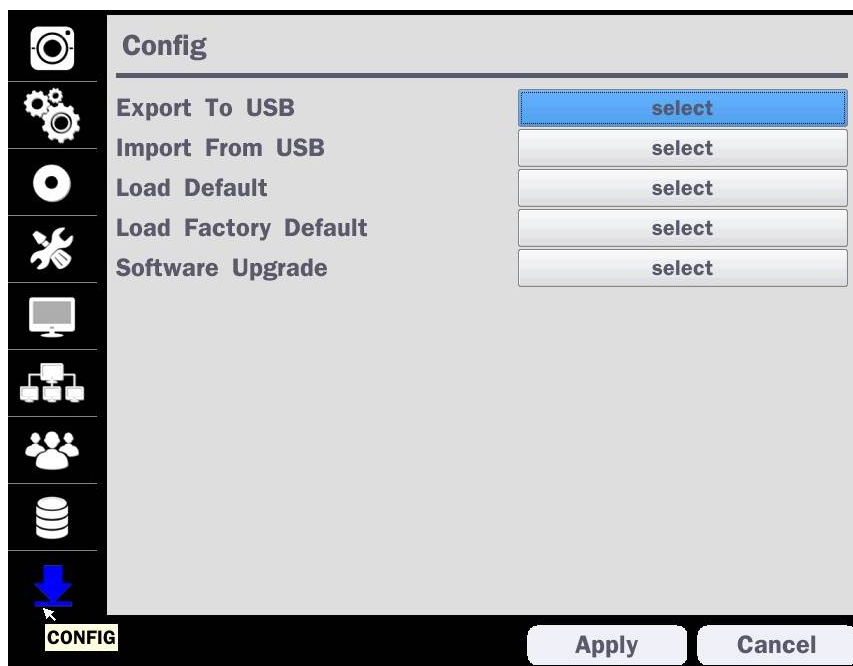 Config
Export To USB select
Import From USB select
Load Default select
Load Factory Default select
Software Upgrade select
CONFIG
Apply Cancel